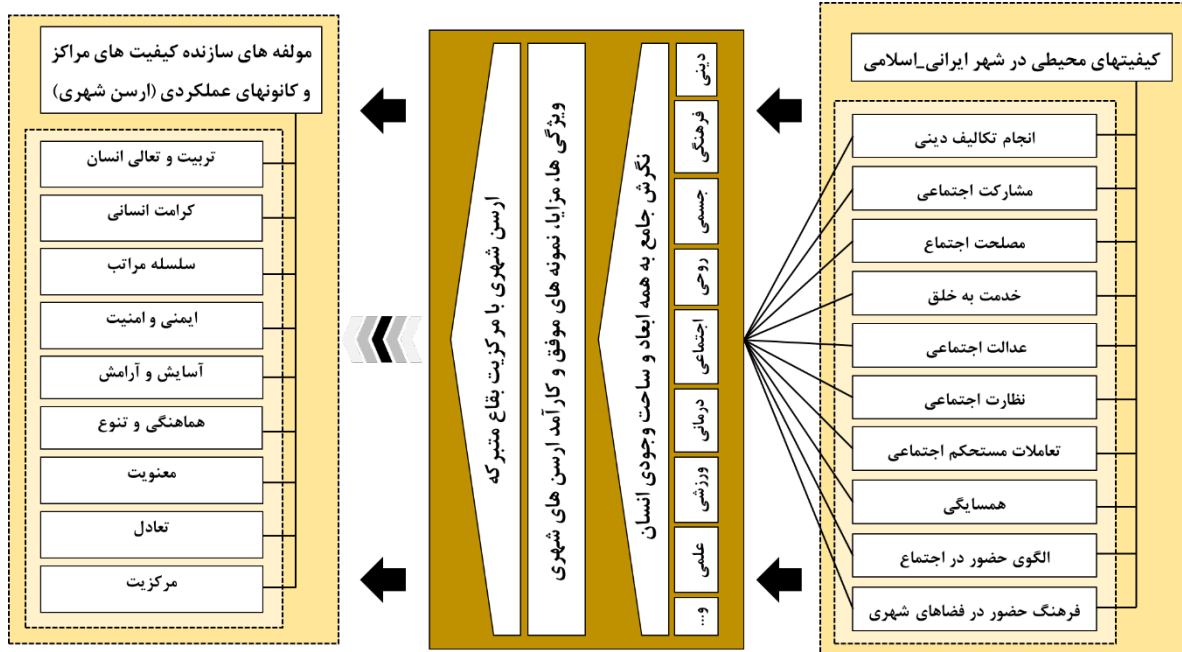 کیفیتهای محیطی در شهر ایرانی_اسلامی
انجام تکالیف دینی
مشارکت اجتماعی
مصلحت اجتماع
خدمت به خلق
عدالت اجتماعی
نظارت اجتماعی
تعاملات مستحکم اجتماعی
همسایگی
الگوی حضور در اجتماع
فرهنگ حضور در فضاهای شهری
دینی
فرهنگی
جسمی
روحی
اجتماعی
درمانی
ورزشی
علمی
و...
نگرش جامع به همه ابعاد و ساحت وجودی انسان
ویژگی ها، مزایا، نمونه های موفق و کارآمد ارسن های شهری
ارسن شهری با مرکزیت بقاع متبرکه
مولفه های سازنده کیفیت های مراکز
و کانونهای عملکردی (ارسن شهری)
تربیت و تعالی انسان
کرامت انسانی
سلسله مراتب
ایمنی و امنیت
آسایش و آرامش
هماهنگی و تنوع
معنویت
تعادل
مرکزیت